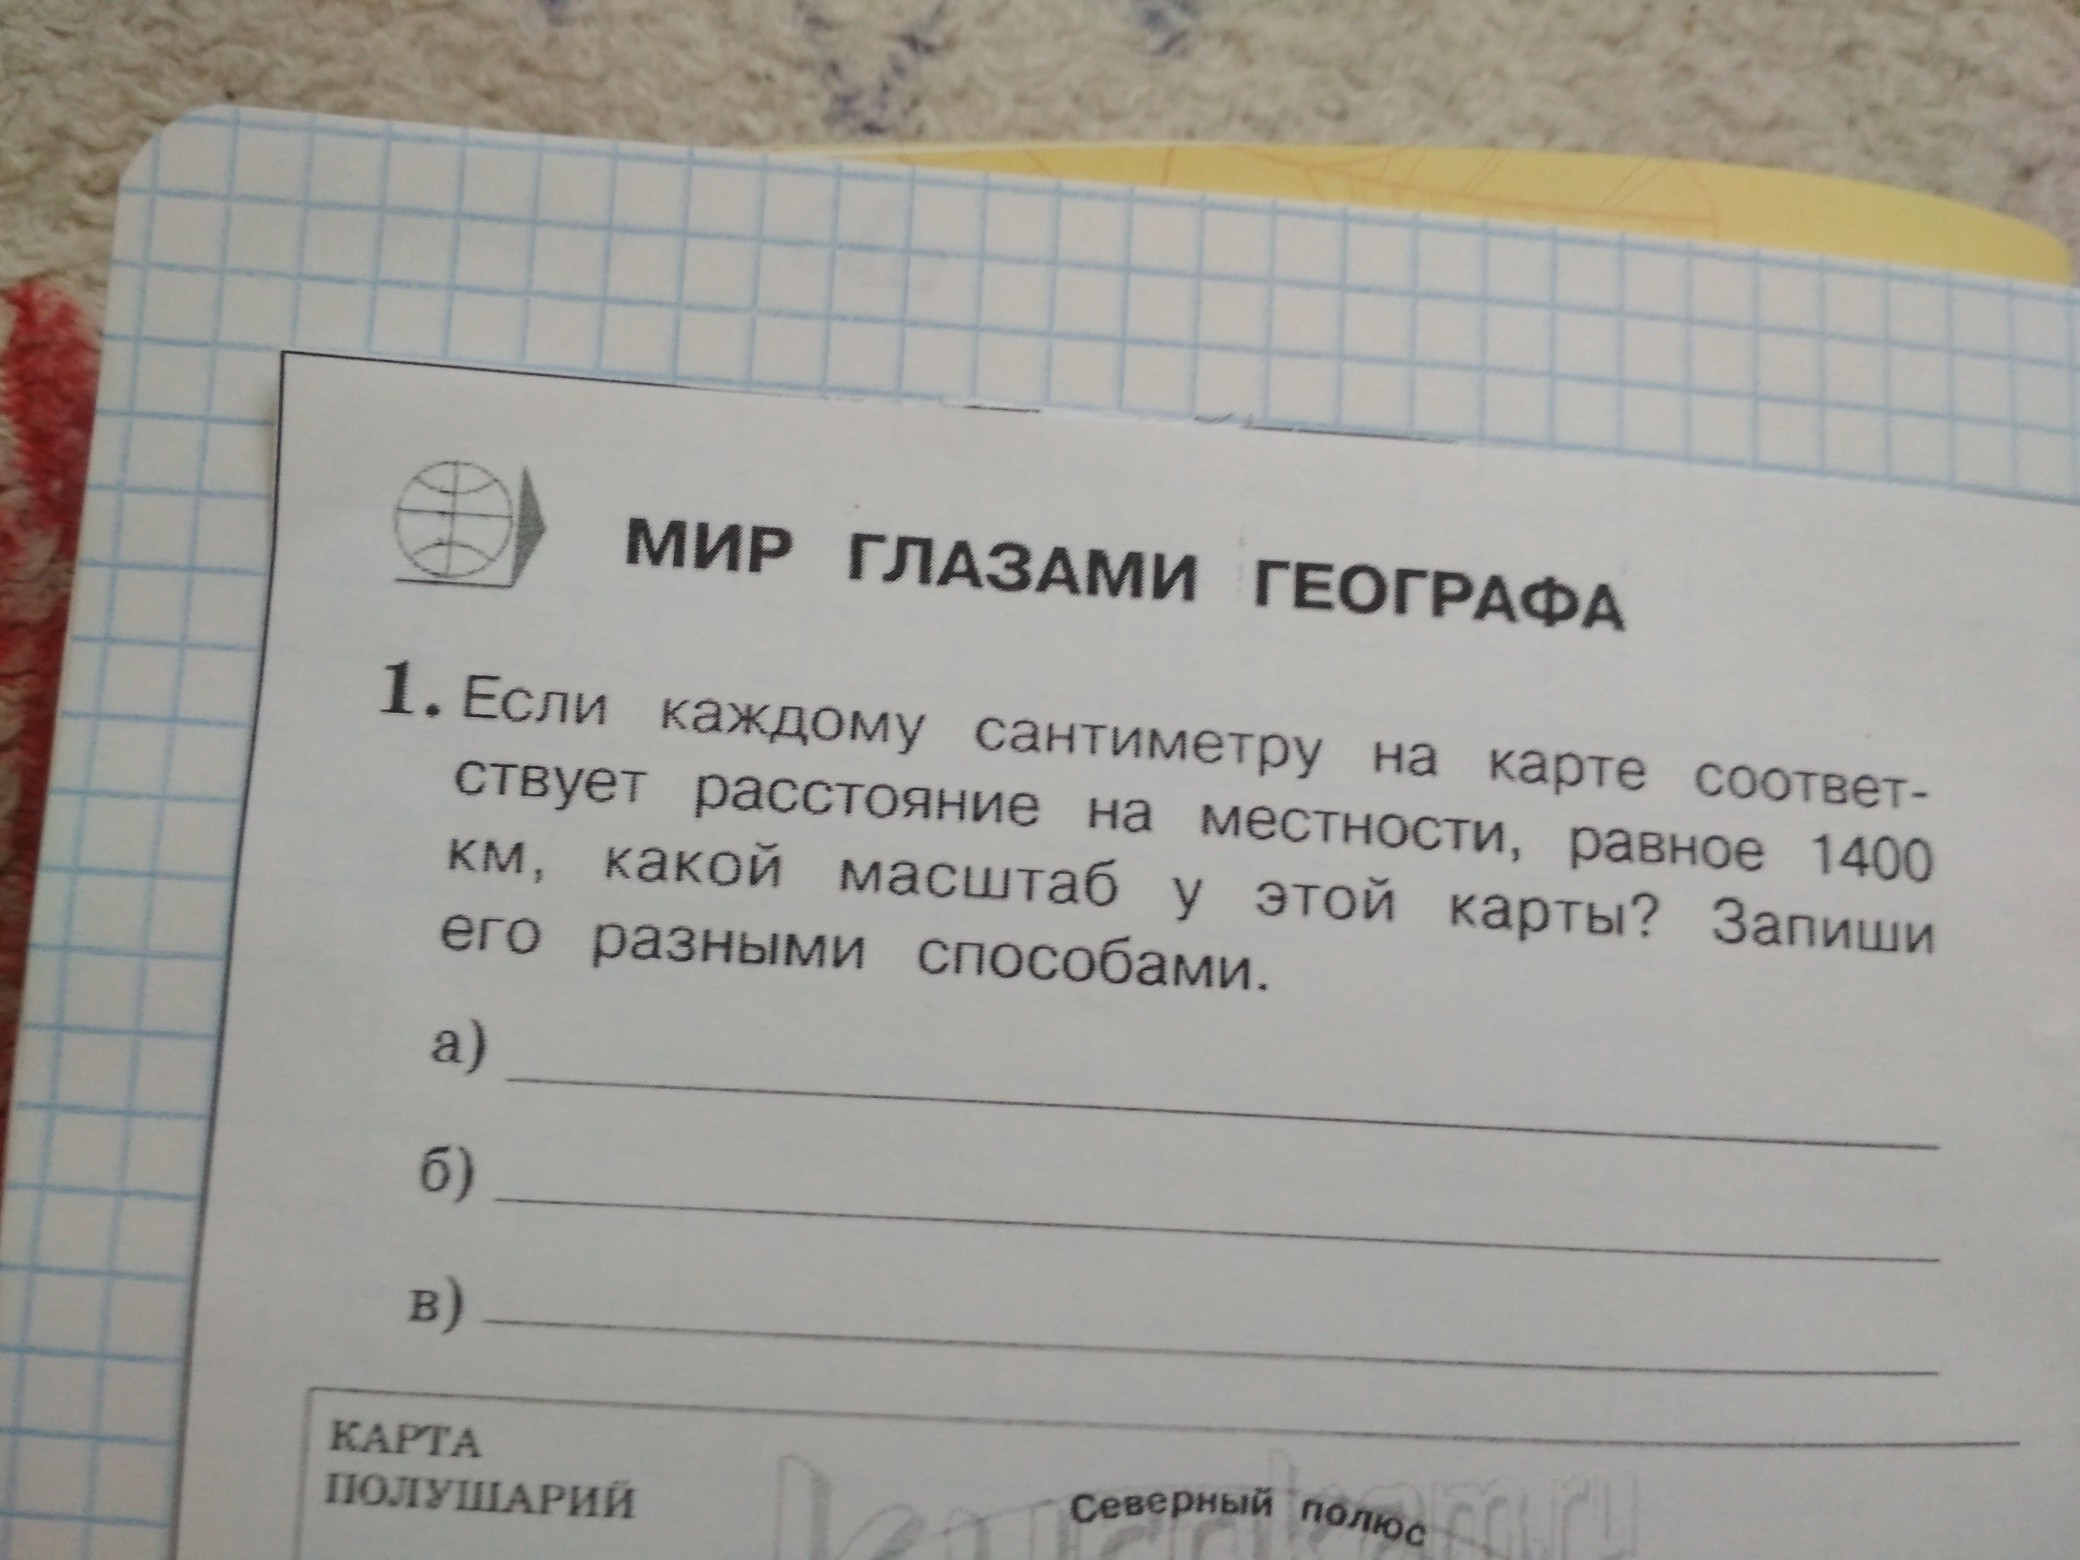 МИР ГЛАЗАМИ ГЕОГРАФА
1. Если каждому сантиметру на карте соответ-
ствует расстояние на местности, равное 1400
км, какой масштаб у этой карты? Запиши
его разными способами.
а)
б)
в)
КАРТА
ПОЛУШАРИЙ
Северный полюс